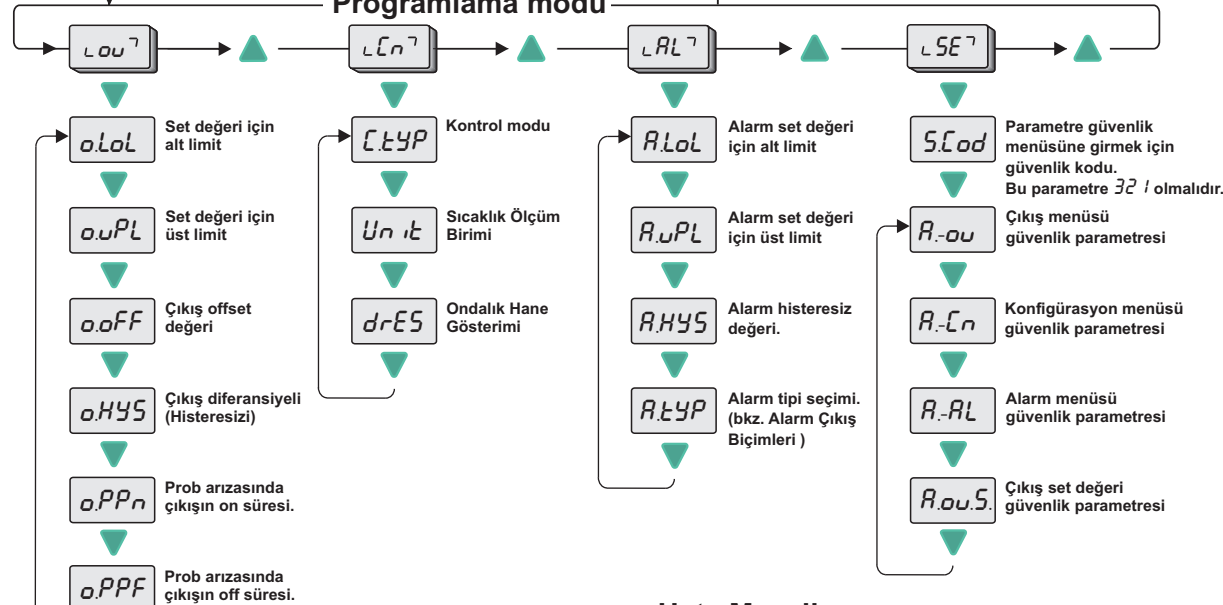 Programlama modu
ou
Cn
AL
SE
o.LoL
Set değeri için
alt limit
o.uPL
Set değeri için
üst limit
o.oFF
Çıkış offset
değeri
o.HYS
Çıkış diferansiyeli
(Histeresizi)
o.PPn
Prob arızasında
çıkışın on süresi.
o.PPF
Prob arızasında
çıkışın off süresi.
C.tYP
Kontrol modu
Unit
Sıcaklık Ölçüm
Birimi
drES
Ondalık Hane
Gösterimi
A.LoL
Alarm set değeri
için alt limit
A.uPL
Alarm set değeri
için üst limit
A.HYS
Alarm histeresiz
değeri.
A.tYP
Alarm tipi seçimi.
(bkz. Alarm Çıkış
Biçimleri )
S.Cod
Parametre güvenlik
menüsüne girmek için
güvenlik kodu.
Bu parametre 321 olmalıdır.
A.-ou
Çıkış menüsü
güvenlik parametresi
A.-Cn
Konfigürasyon menüsü
güvenlik parametresi
A.-AL
Alarm menüsü
güvenlik parametresi
A.ou.S.
Çıkış set değeri
güvenlik parametresi